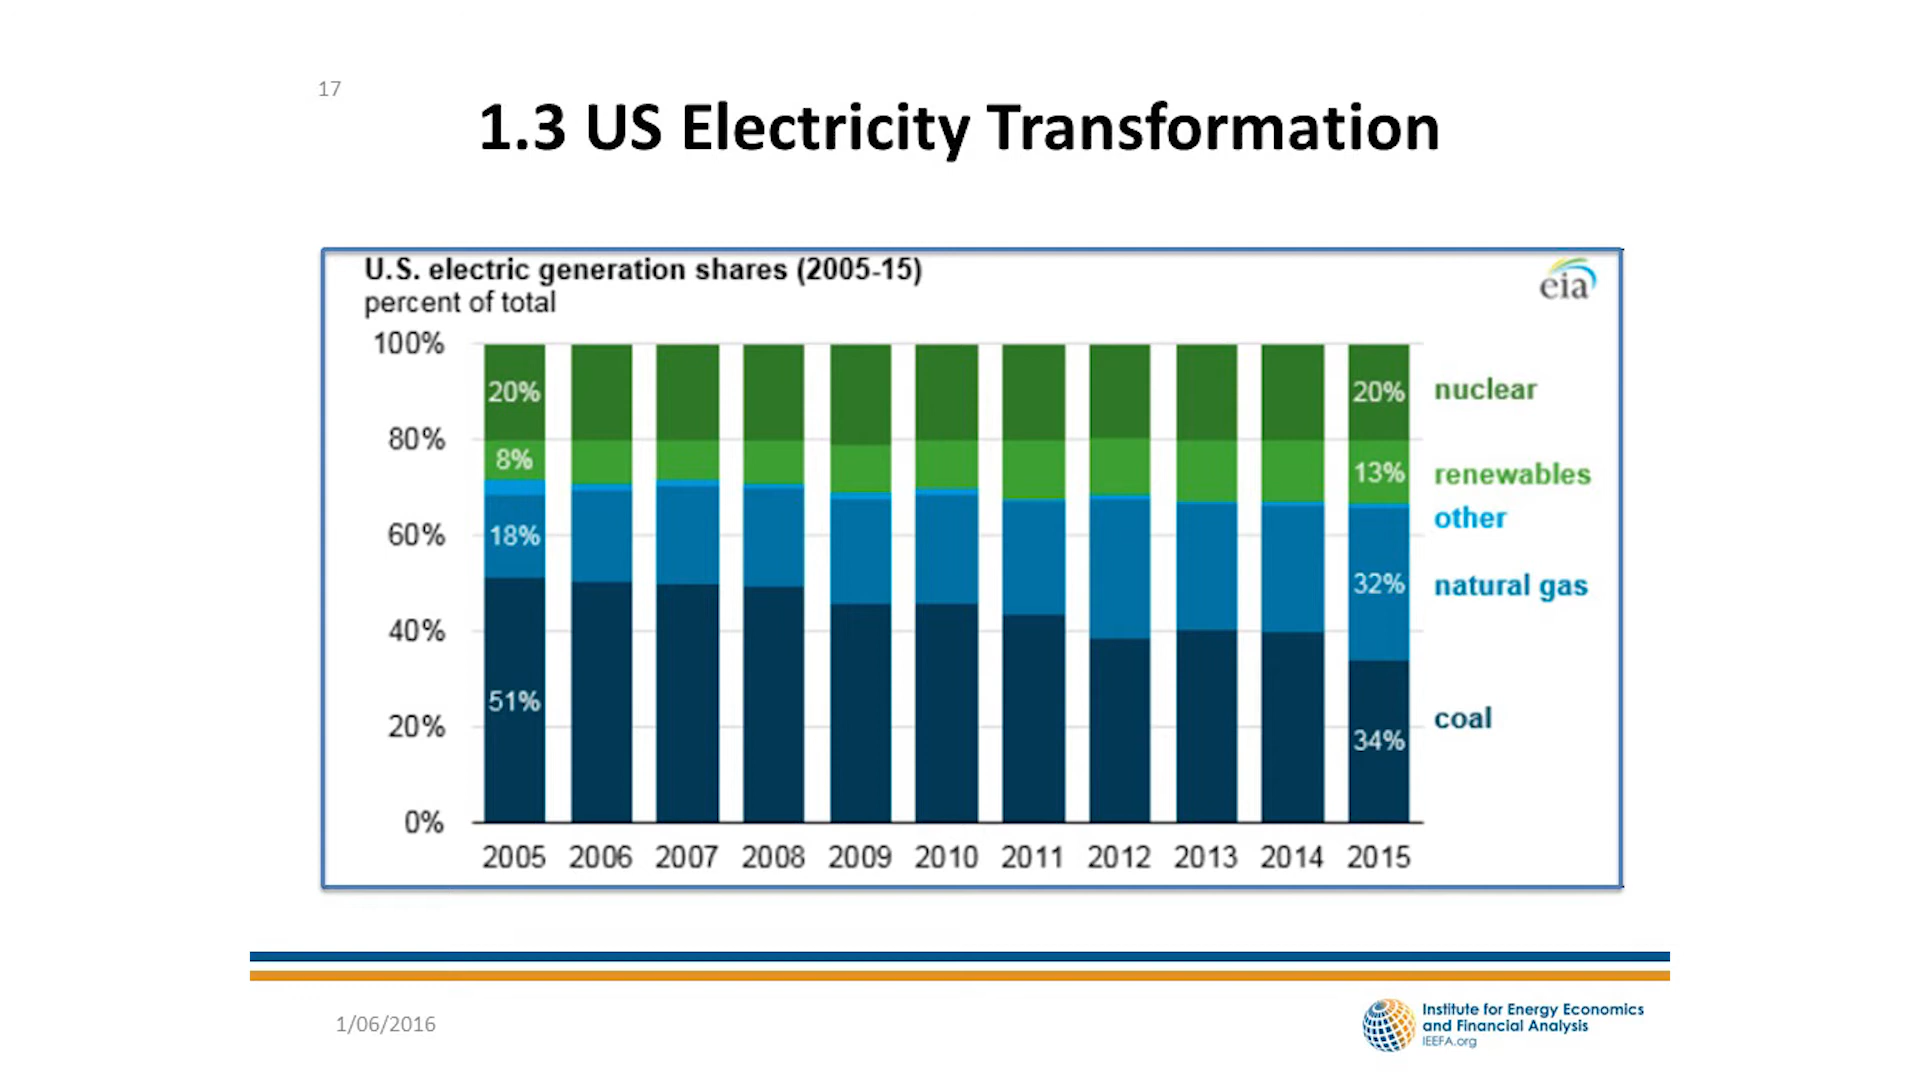 17
1.3 US Electricity Transformation
U.S. electric generation shares (2005-15)
percent of total
eia
100%
80%
60%
40%
20%
0%
20%
8%
18%
51%
20%
13%
32%
34%
nuclear
renewables
other
natural gas
coal
2005 2006 2007 2008 2009 2010 2011 2012 2013 2014 2015
1/06/2016
Institute for Energy Economics
and Financial Analysis
IEEFA.org